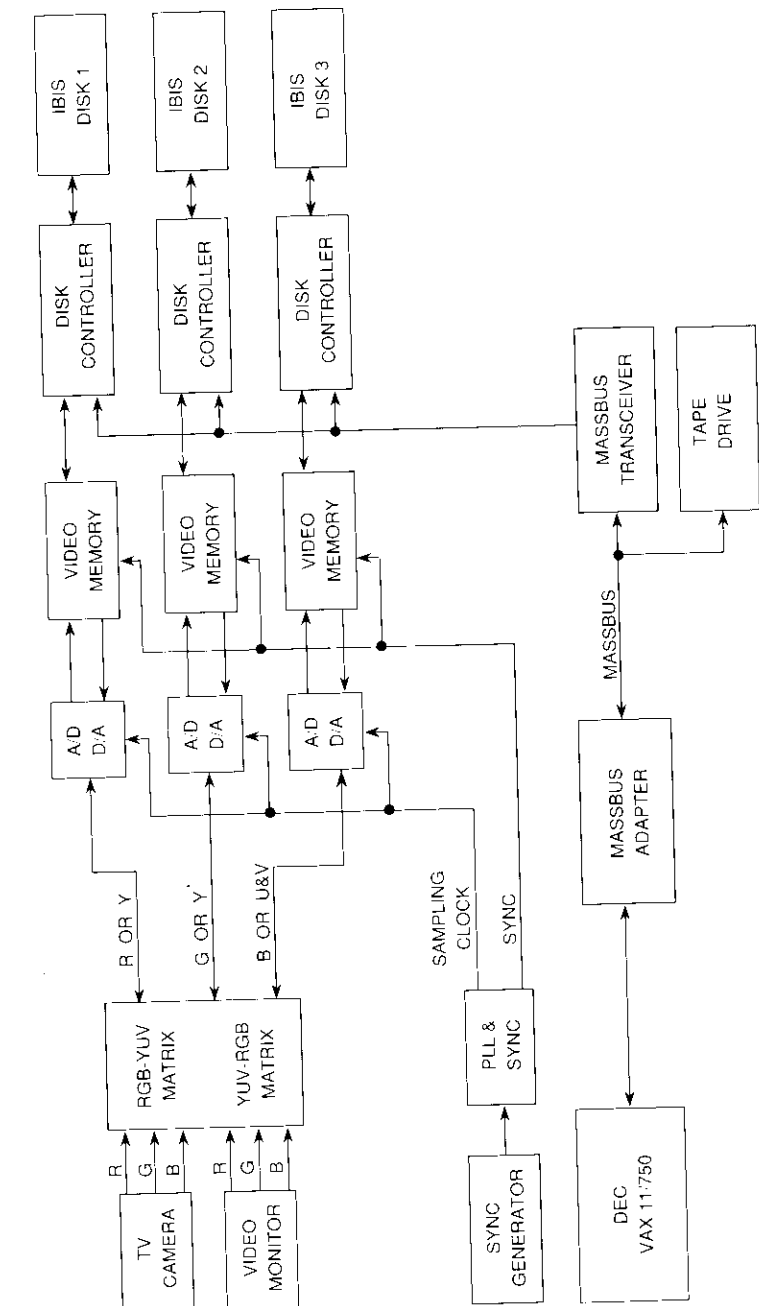 IBIS
DISK 1
IBIS
DISK 2
IBIS
DISK 3
DISK
CONTROLLER
DISK
CONTROLLER
DISK
CONTROLLER
VIDEO
MEMORY
VIDEO
MEMORY
VIDEO
MEMORY
A/D
D/A
A/D
D/A
A/D
D/A
R OR Y
G OR Y'
B OR U&V
RGB-YUV
MATRIX
YUV-RGB
MATRIX
R
G
B
R
G
B
TV
CAMERA
VIDEO
MONITOR
SAMPLING
CLOCK
SYNC
PLL &
SYNC
SYNC
GENERATOR
MASSBUS
TRANSCEIVER
TAPE
DRIVE
MASSBUS
MASSBUS
ADAPTER
DEC
VAX 11/750